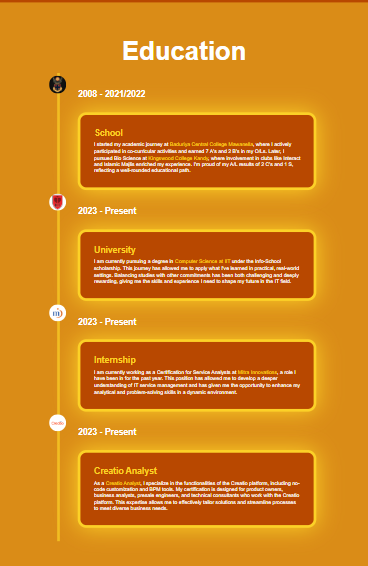 Education
2008 - 2021/2022
School
I started my academic journey at Baduriya Central College Mawanella, where I actively
participated in co-curricular activities and earned 7 A's and 2 B's in my O/Ls. Later, I
pursued Bio Science at Kingswood College Kandy, where involvement in clubs like Interact
and Islamic Majlis enriched my experience. I'm proud of my A/L results of 2 C's and 1 S,
reflecting a well-rounded educational path.
2023 - Present
University
I am currently pursuing a degree in Computer Science at IIT under the Info-School
scholarship. This journey has allowed me to apply what I've learned in practical, real-world
settings. Balancing studies with other commitments has been both challenging and deeply
rewarding, giving me the skills and experience I need to shape my future in the IT field.
2023 - Present
Internship
I am currently working as a Certification for Service Analysis at Mitra Innovations, a role I
have been in for the past year. This position has allowed me to develop a deeper
understanding of IT service management and has given me the opportunity to enhance my
analytical and problem-solving skills in a dynamic environment.
2023 - Present
Creatio Analyst
As a Creatio Analyst, I specialize in the functionalities of the Creatio platform, including no-
code customization and BPM tools. My certification is designed for product owners,
business analysts, presale engineers, and technical consultants who work with the Creatio
platform. This expertise allows me to effectively tailor solutions and streamline processes
to meet diverse business needs.